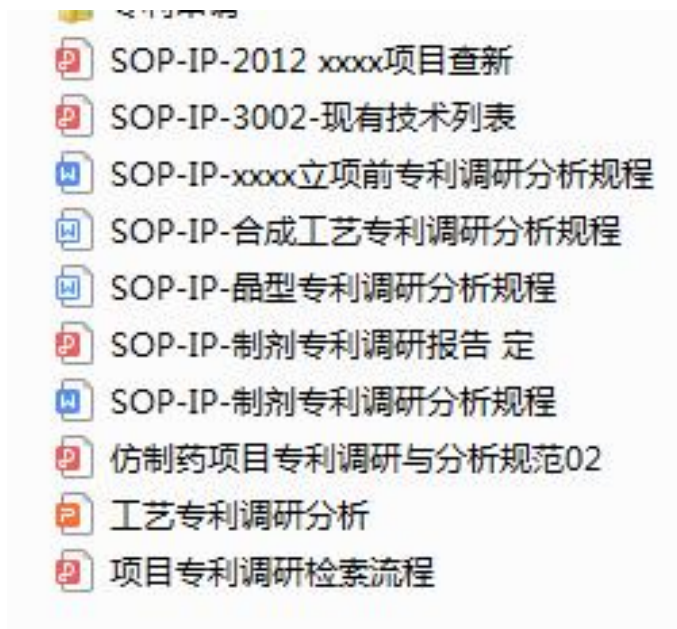 SOP-IP-2012 xxxx项目查新
SOP-IP-3002-现有技术列表
SOP-IP-xxxx立项前专利调研分析规程
SOP-IP-合成工艺专利调研分析规程
SOP-IP-晶型专利调研分析规程
SOP-IP-制剂专利调研报告 定
SOP-IP-制剂专利调研分析规程
仿制药项目专利调研与分析规范02
工艺专利调研分析
项目专利调研检索流程